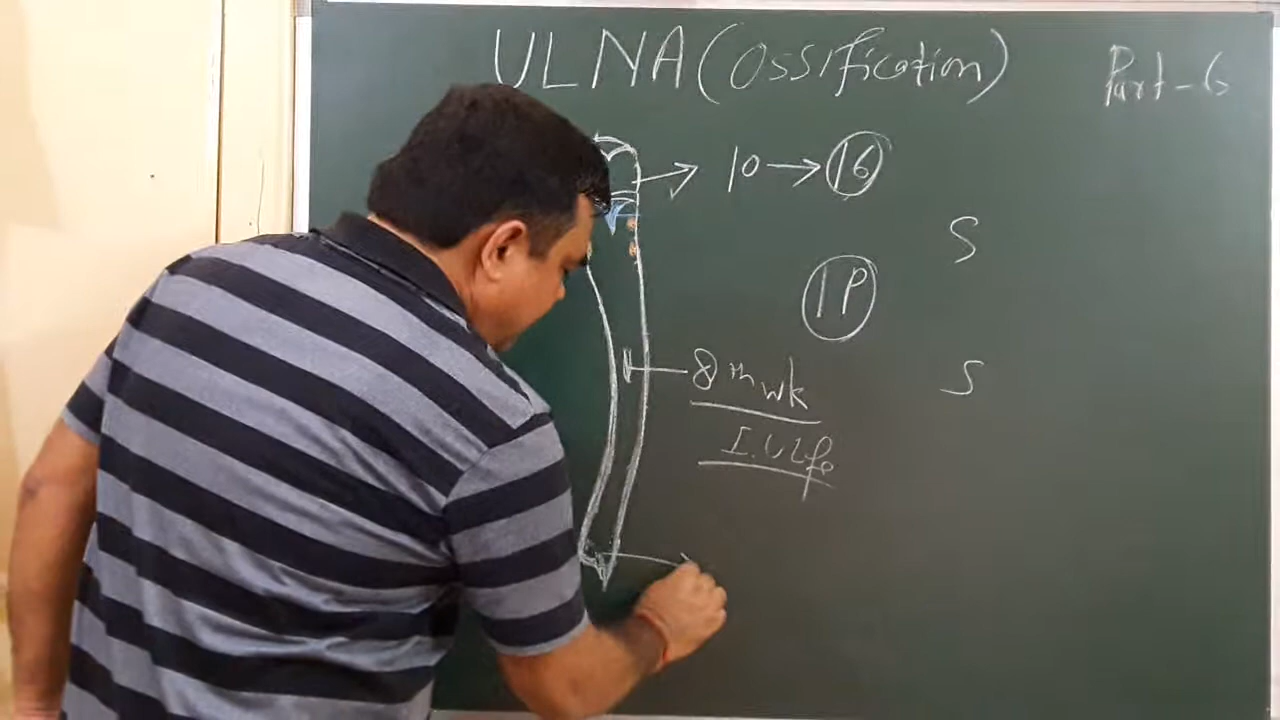 ULNA (Ossification)
Part-6
10 → 16
S
1P
8th wk
S
I.U Life